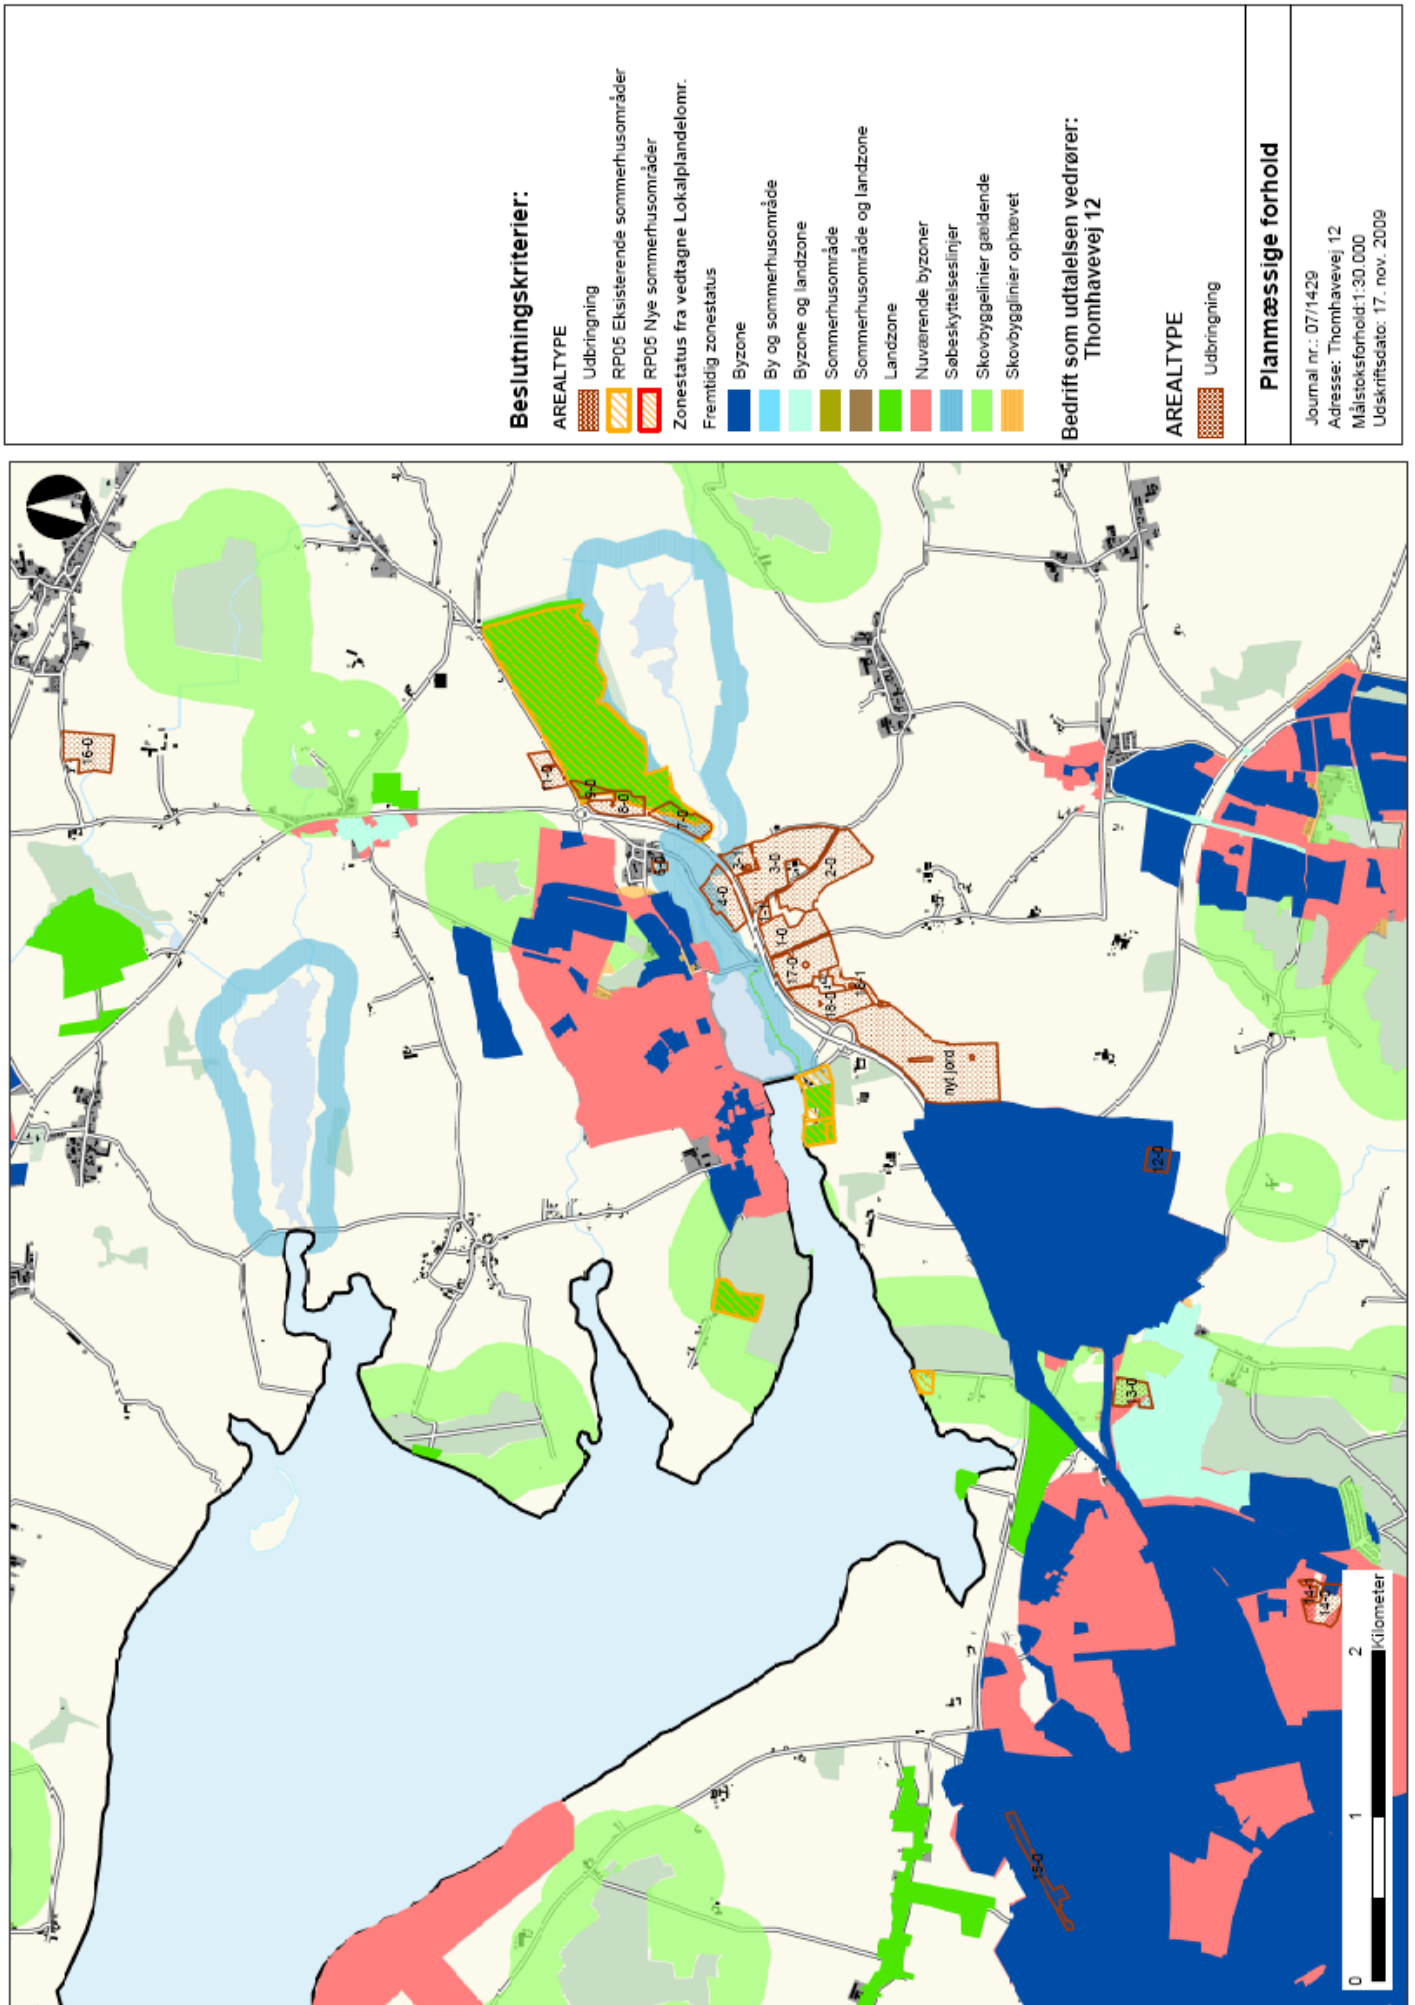 Beslutningskriterier:
AREALTYPE
Udbringning
RP05 Eksisterende sommerhusområder
RP05 Nye sommerhusområder
Zonestatus fra vedtagne Lokalplandelomr.
Fremtidig zonestatus
Byzone
By og sommerhusområde
Byzone og landzone
Sommerhusområde
Sommerhusområde og landzone
Landzone
Nuværende byzoner
Søbeskyttelseslinjer
Skovbyggelinier gældende
Skovbygglinier ophævet
Bedrift som udtalelsen vedrører:
Thomhavevej 12
AREALTYPE
Udbringning
Planmæssige forhold
Journal nr.: 07/1429
Adresse: Thomhavevej 12
Målstoksforhold:1:30.000
Udskriftsdato: 17. nov. 2009
16-0
9-0
8-0
7-0
4-0
3-0
2-0
1-0
17-0
18-0
nyt jord
12-0
13-0
14-1
15-0
0
1
2
Kilometer